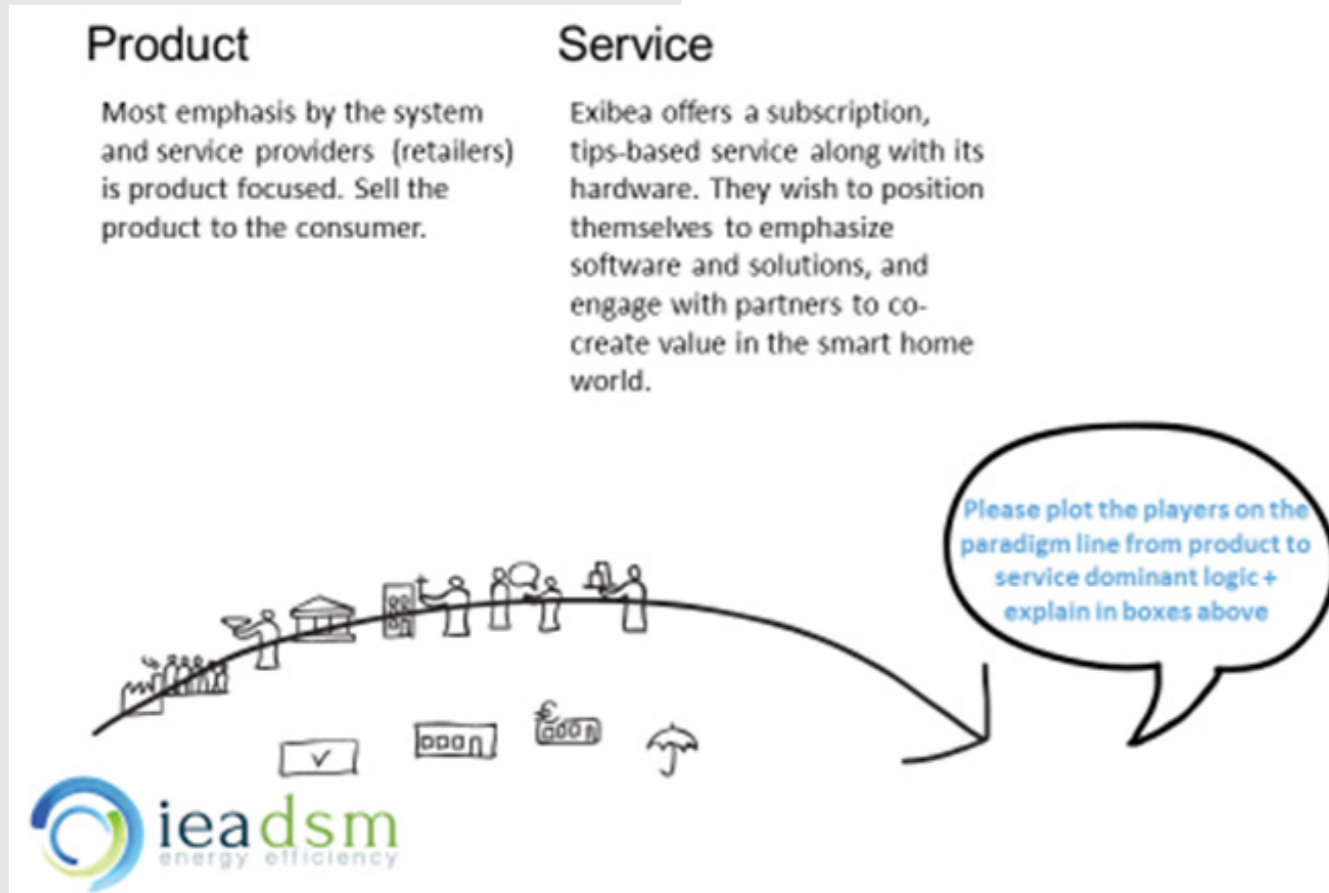 Product
Most emphasis by the system
and service providers (retailers)
is product focused. Sell the
product to the consumer.
Service
Exibea offers a subscription,
tips-based service along with its
hardware. They wish to position
themselves to emphasize
software and solutions, and
engage with partners to co-
create value in the smart home
world.
Please plot the players on the
paradigm line from product to
service dominant logic +
explain in boxes above
€
ieadsm
energy efficiency